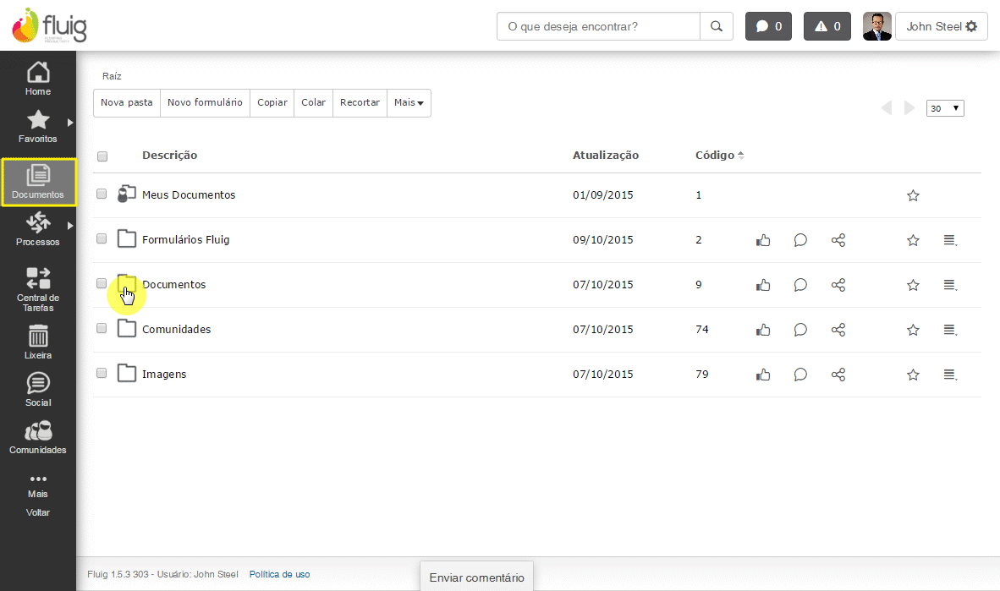 fluig
FLOWING
PRODUCTIVITY
O que deseja encontrar?
0
0
John Steel
Home
Favoritos
Documentos
Processos
Central de
Tarefas
Lixeira
Social
Comunidades
Mais
Voltar
Raíz
Nova pasta
Novo formulário
Copiar
Colar
Recortar
Mais
30
Descrição Atualização Código
Meus Documentos 01/09/2015 1
Formulários Fluig 09/10/2015 2
Documentos 07/10/2015 9
Comunidades 07/10/2015 74
Imagens 07/10/2015 79
Fluig 1.5.3 303 - Usuário: John Steel Política de uso
Enviar comentário